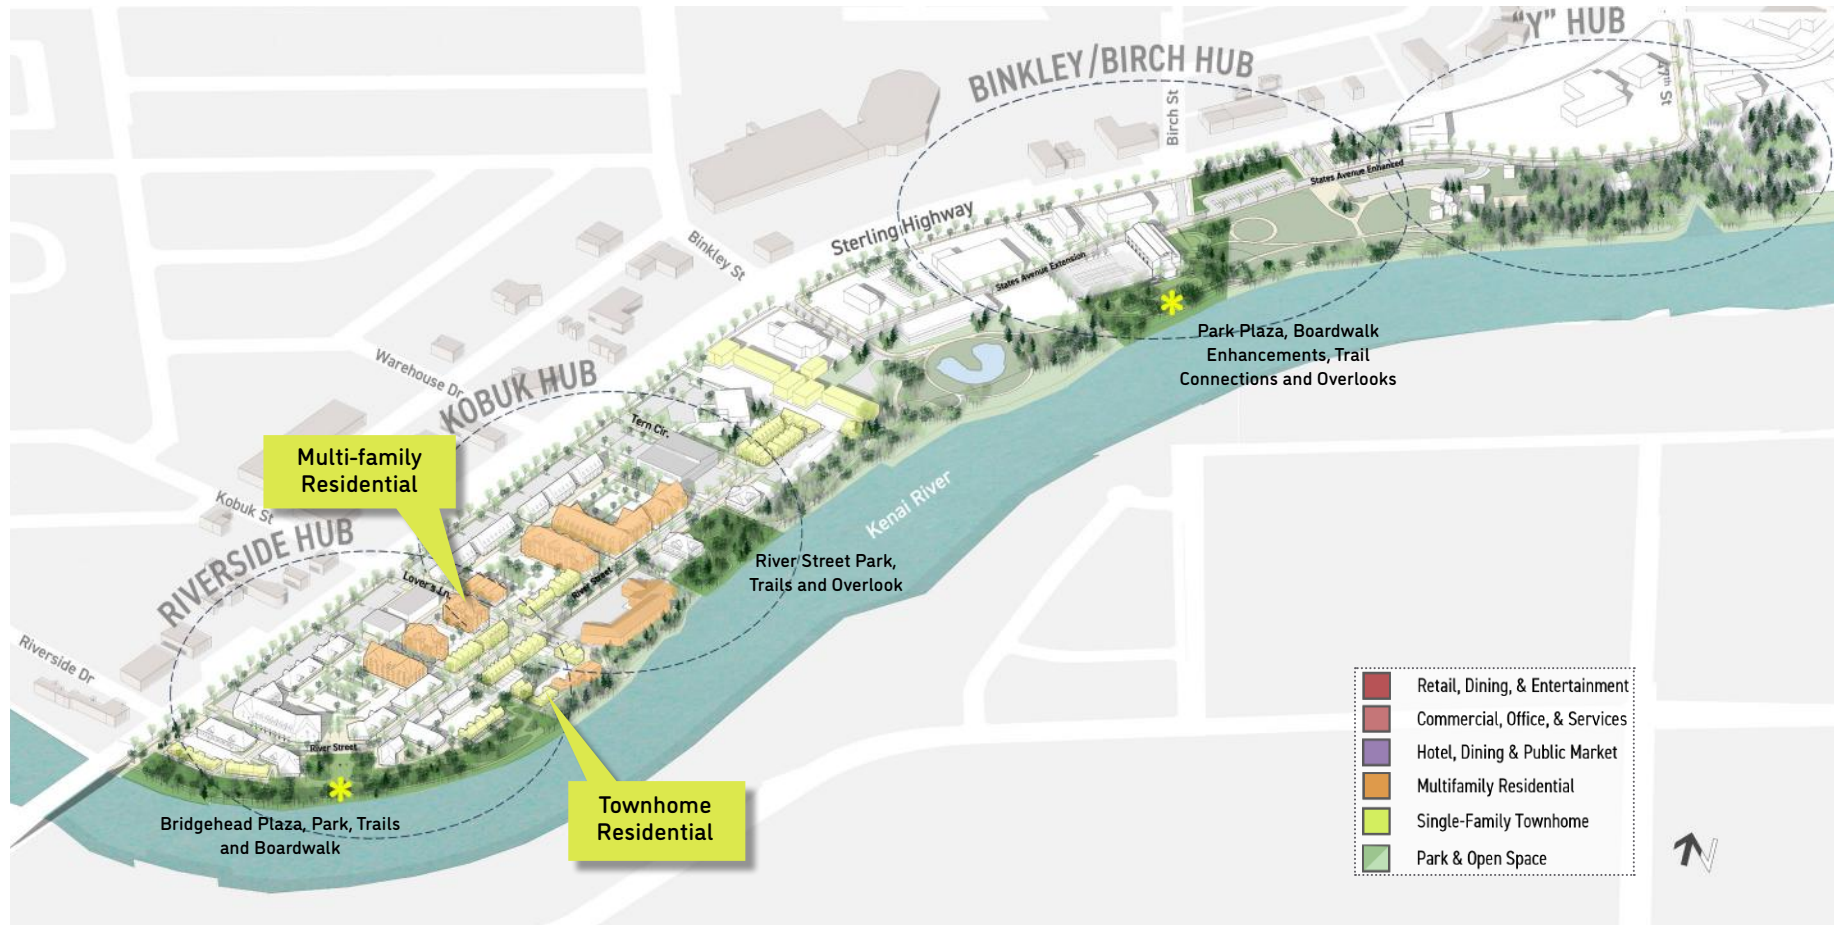 "Y" HUB
BINKLEY/BIRCH HUB
17th St
Birch St
States Avenue Enhanced
Sterling Highway
Binkley St
States Avenue Extension
Park Plaza, Boardwalk
Enhancements, Trail
Connections and Overlooks
Warehouse Dr
KOBUK HUB
Tern Cir.
Multi-family
Residential
Kenai River
Kobuk St
RIVERSIDE HUB
River Street Park,
Trails and Overlook
Lover's Ln.
River Street
Riverside Dr
River Street
Bridgehead Plaza, Park, Trails
and Boardwalk
Townhome
Residential
Retail, Dining, & Entertainment
Commercial, Office, & Services
Hotel, Dining & Public Market
Multifamily Residential
Single-Family Townhome
Park & Open Space
N